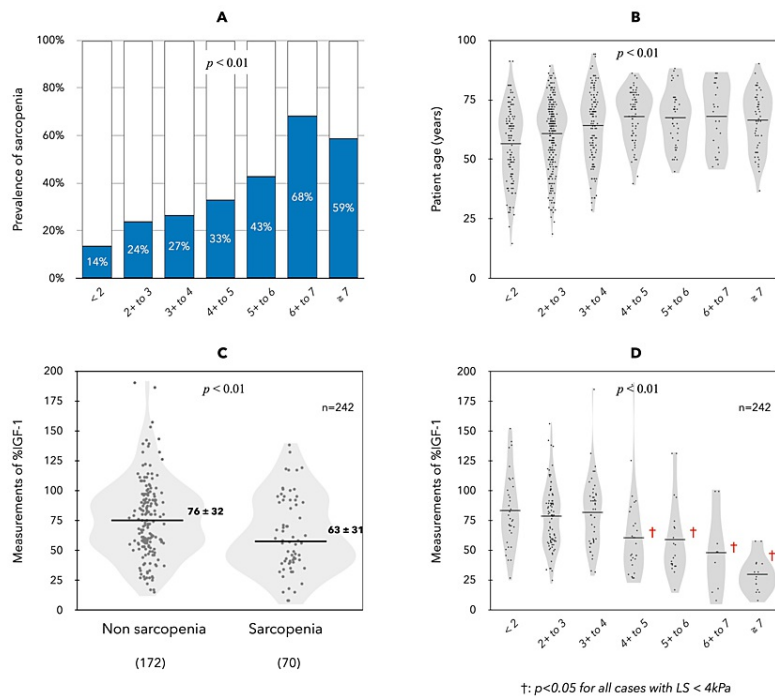 A
100%
80%
60%
40%
20%
0%
Prevalence of sarcopenia
p < 0.01
14%
24%
27%
33%
43%
68%
59%
< 2
2+ to 3
3+ to 4
4+ to 5
5+ to 6
6+ to 7
≥ 7
B
100
75
50
25
0
Patient age (years)
p < 0.01
< 2
2+ to 3
3+ to 4
4+ to 5
5+ to 6
6+ to 7
≥ 7
C
200
175
150
125
100
75
50
25
0
Measurements of %IGF-1
p < 0.01
n=242
76 ± 32
63 ± 31
Non sarcopenia
Sarcopenia
(172)
(70)
D
200
175
150
125
100
75
50
25
0
Measurements of %IGF-1
p < 0.01
n=242
† † † †
< 2
2+ to 3
3+ to 4
4+ to 5
5+ to 6
6+ to 7
≥ 7
†: p<0.05 for all cases with LS < 4kPa